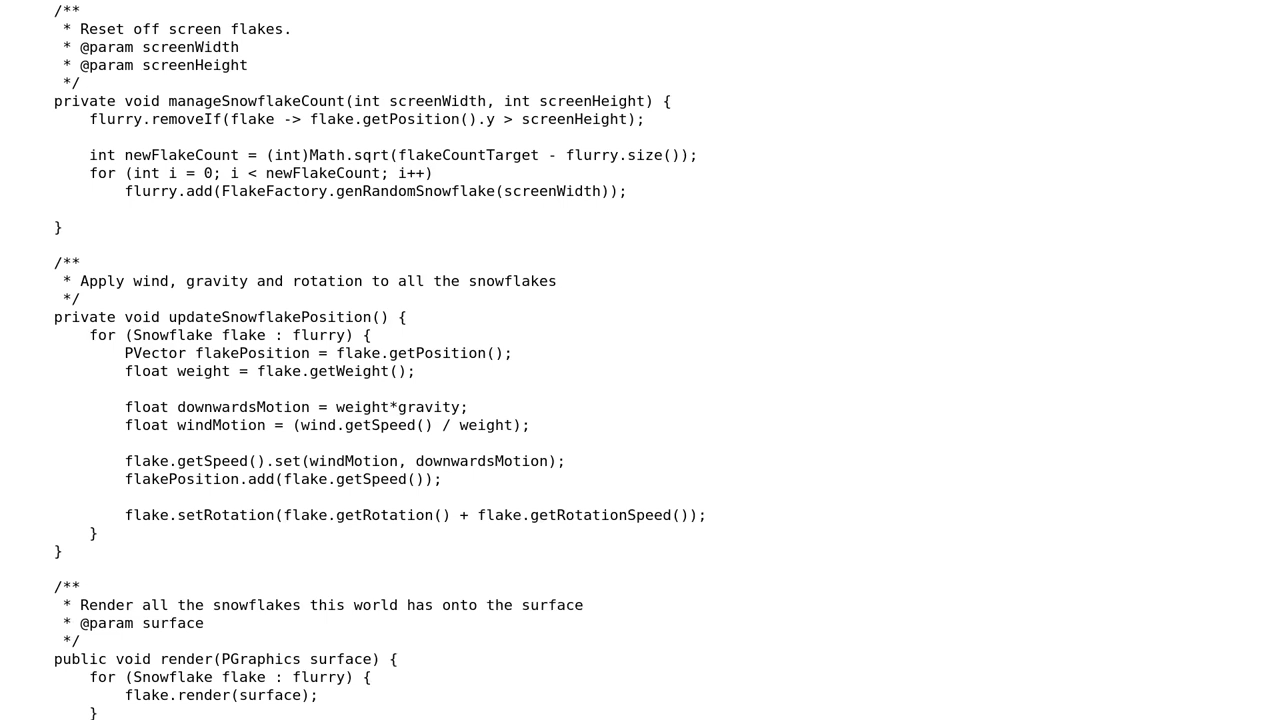 /**
 * Reset off screen flakes.
 * @param screenWidth
 * @param screenHeight
 */
private void manageSnowflakeCount(int screenWidth, int screenHeight) {
    flurry.removeIf(flake -> flake.getPosition().y > screenHeight);

    int newFlakeCount = (int)Math.sqrt(flakeCountTarget - flurry.size());
    for (int i = 0; i < newFlakeCount; i++)
        flurry.add(FlakeFactory.genRandomSnowflake(screenWidth));

}

/**
 * Apply wind, gravity and rotation to all the snowflakes
 */
private void updateSnowflakePosition() {
    for (Snowflake flake : flurry) {
        PVector flakePosition = flake.getPosition();
        float weight = flake.getWeight();

        float downwardsMotion = weight*gravity;
        float windMotion = (wind.getSpeed() / weight);

        flake.getSpeed().set(windMotion, downwardsMotion);
        flakePosition.add(flake.getSpeed());

        flake.setRotation(flake.getRotation() + flake.getRotationSpeed());
    }
}

/**
 * Render all the snowflakes this world has onto the surface
 * @param surface
 */
public void render(PGraphics surface) {
    for (Snowflake flake : flurry) {
        flake.render(surface);
    }